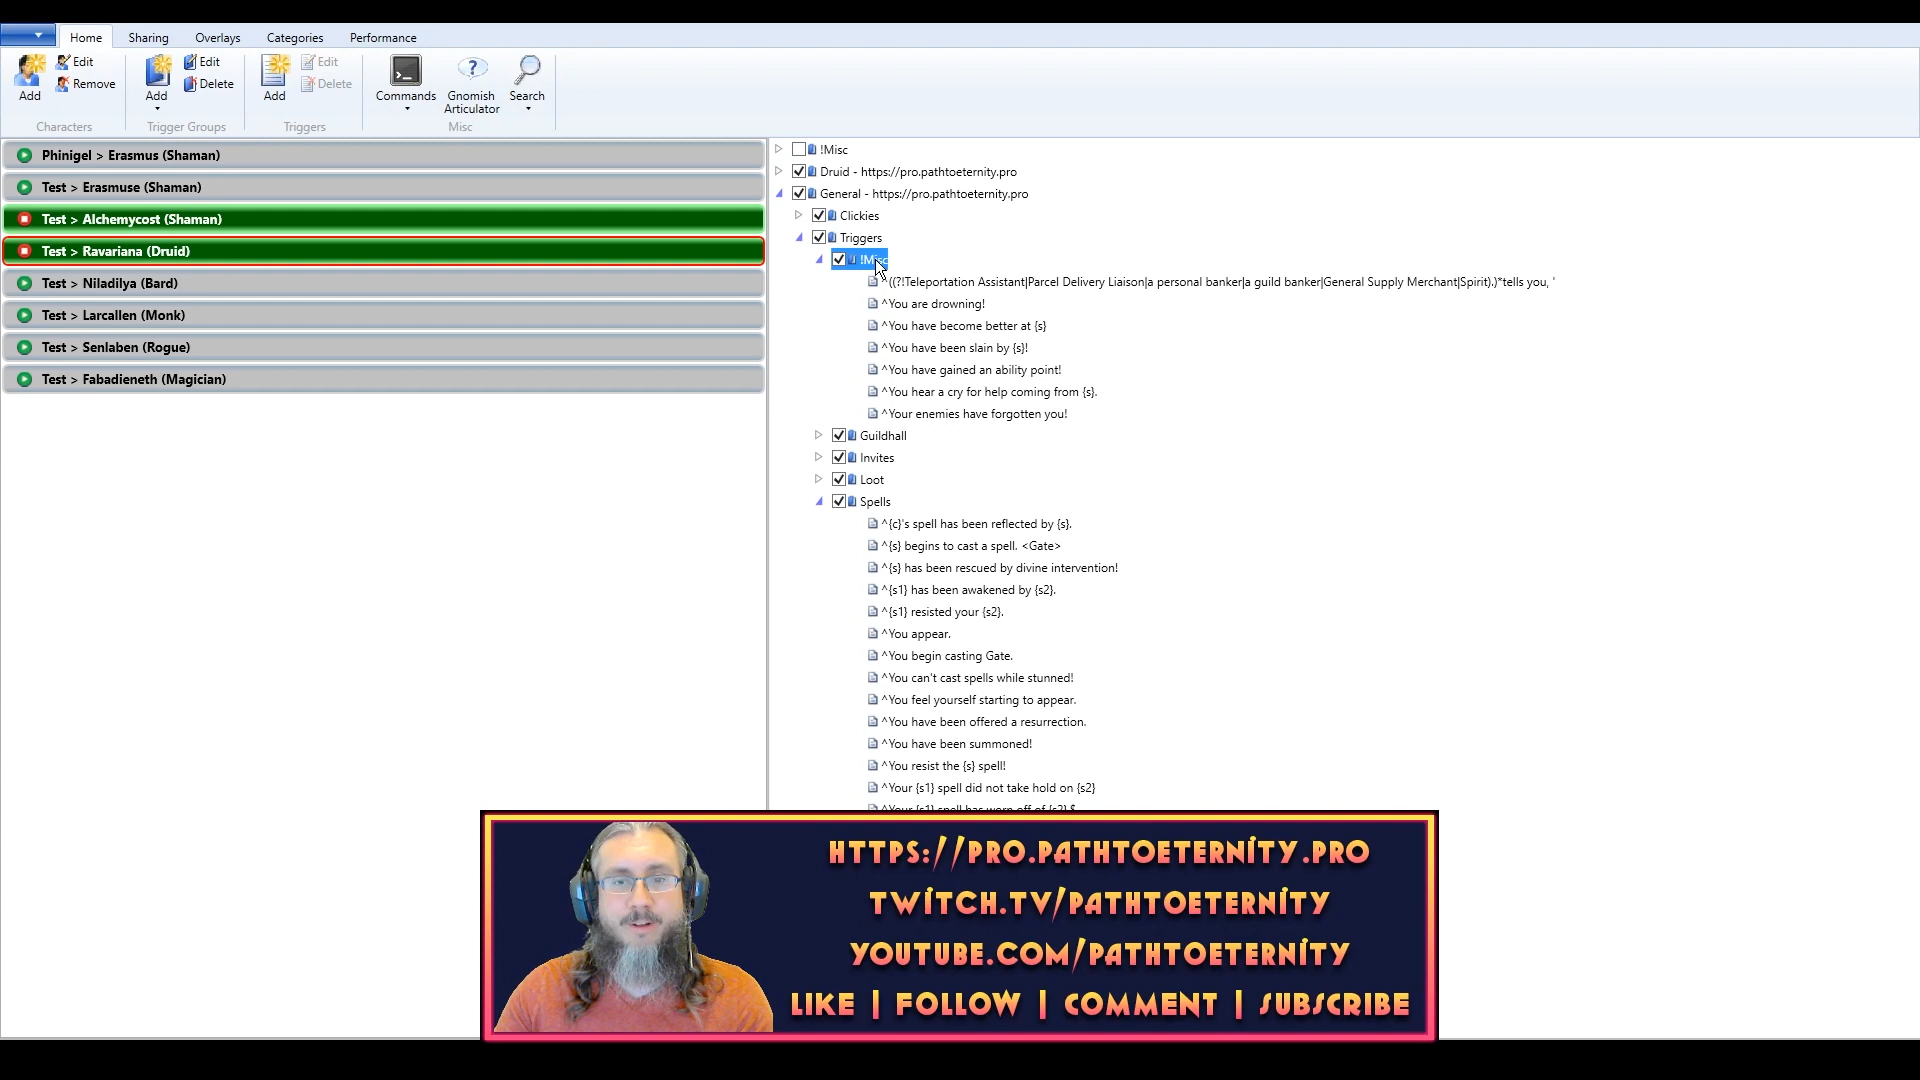 Home Sharing Overlays Categories Performance
Add Edit Remove Characters
Add Edit Delete Trigger Groups
Add Edit Delete Triggers
Commands Gnomish Articulator Search Misc
Phinigel > Erasmus (Shaman)
Test > Erasmuse (Shaman)
Test > Alchemycost (Shaman)
Test > Ravariana (Druid)
Test > Niladilya (Bard)
Test > Larcallen (Monk)
Test > Senlaben (Rogue)
Test > Fabadieneth (Magician)
!Misc
Druid - https://pro.pathtoeternity.pro
General - https://pro.pathtoeternity.pro
Clickies
Triggers
!Misc
^((?!Teleportation Assistant|Parcel Delivery Liaison|a personal banker|a guild banker|General Supply Merchant|Spirit).)*tells you, '
^You are drowning!
^You have become better at {s}
^You have been slain by {s}!
^You have gained an ability point!
^You hear a cry for help coming from {s}.
^Your enemies have forgotten you!
Guildhall
Invites
Loot
Spells
^{c}'s spell has been reflected by {s}.
^{s} begins to cast a spell. <Gate>
^{s} has been rescued by divine intervention!
^{s1} has been awakened by {s2}.
^{s1} resisted your {s2}.
^You appear.
^You begin casting Gate.
^You can't cast spells while stunned!
^You feel yourself starting to appear.
^You have been offered a resurrection.
^You have been summoned!
^You resist the {s} spell!
^Your {s1} spell did not take hold on {s2}
^Your {s1} spell has worn off of {s2}.$
HTTPS://PRO.PATHTOETERNITY.PRO
TWITCH.TV/PATHTOETERNITY
YOUTUBE.COM/PATHTOETERNITY
LIKE | FOLLOW | COMMENT | SUBSCRIBE